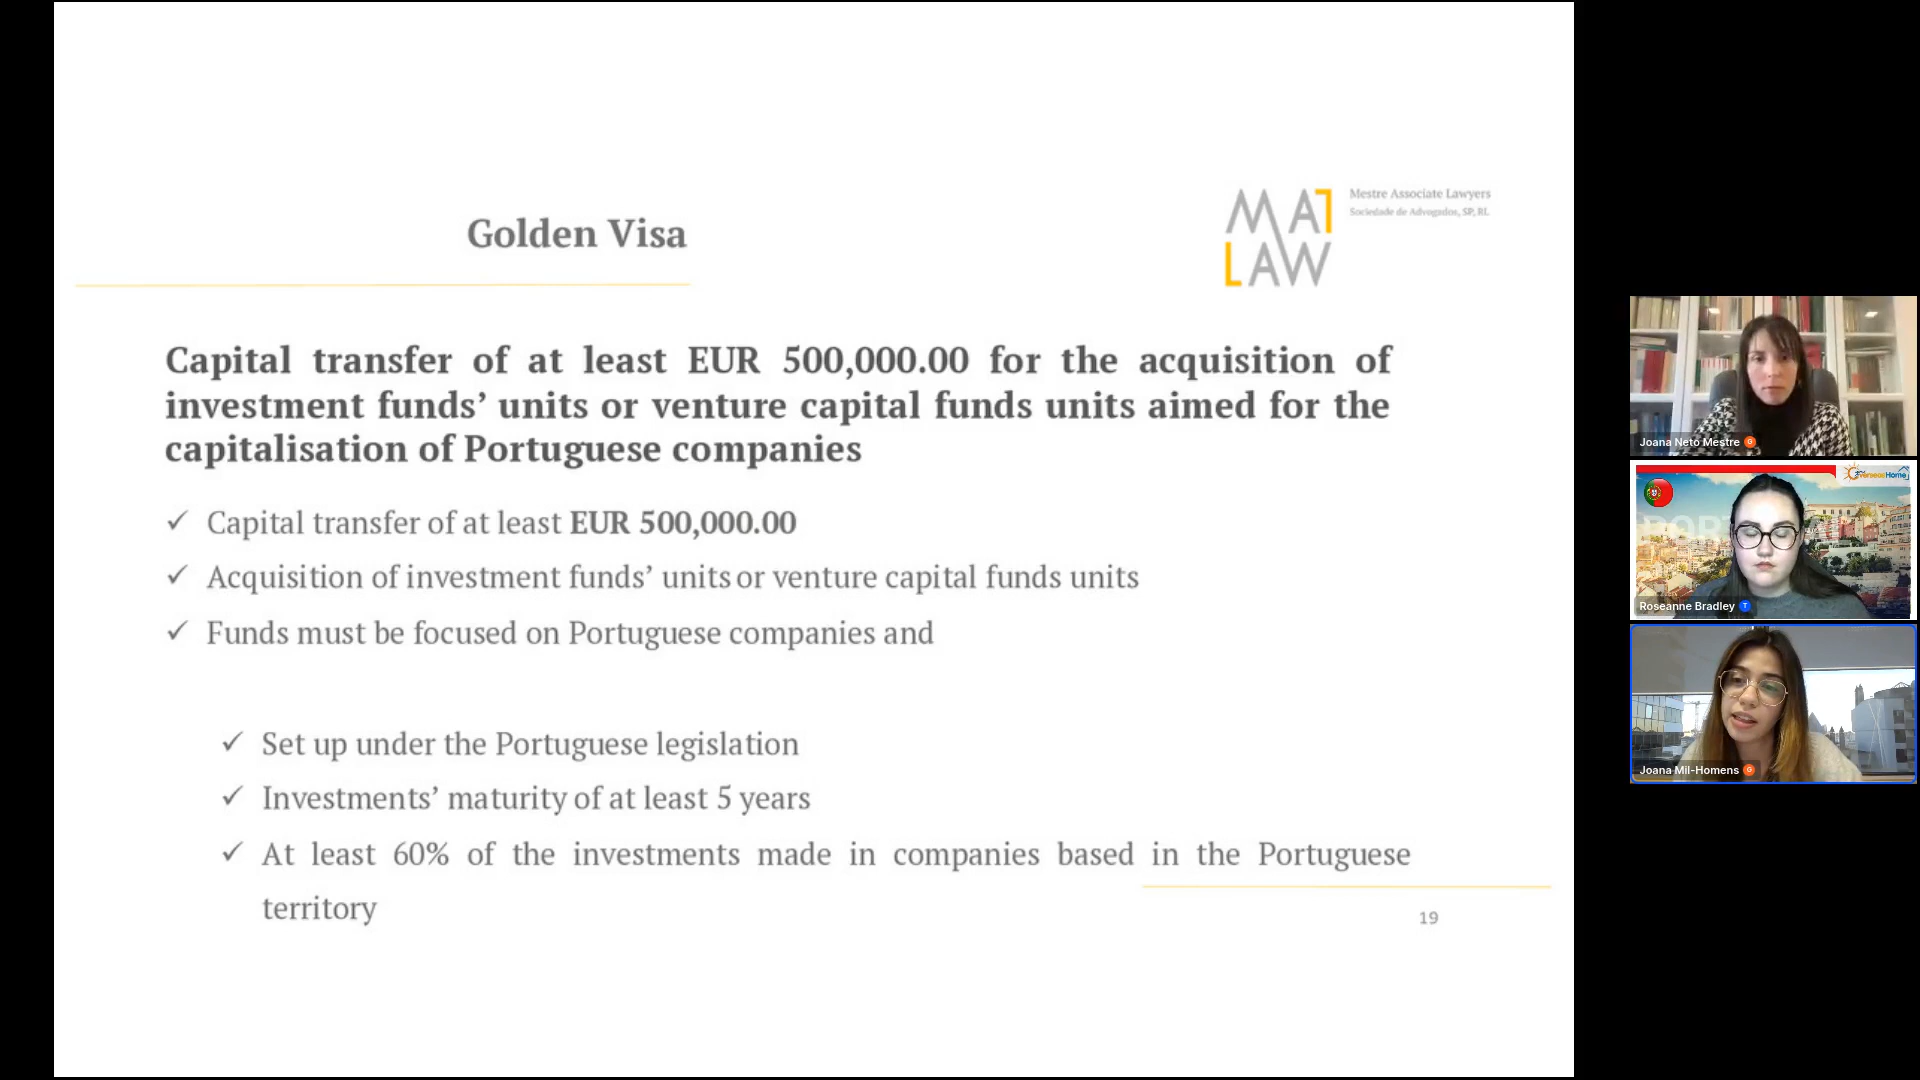 Golden Visa
MAT
LAW
Mestre Associate Lawyers
Sociedade de Advogados, SP, RL
Capital transfer of at least EUR 500,000.00 for the acquisition of
investment funds’ units or venture capital funds units aimed for the
capitalisation of Portuguese companies
✓ Capital transfer of at least EUR 500,000.00
✓ Acquisition of investment funds’ units or venture capital funds units
✓ Funds must be focused on Portuguese companies and
✓ Set up under the Portuguese legislation
✓ Investments’ maturity of at least 5 years
✓ At least 60% of the investments made in companies based in the Portuguese
territory
19
Joana Neto Mestre
Roseanne Bradley
T
Joana Mil-Homens